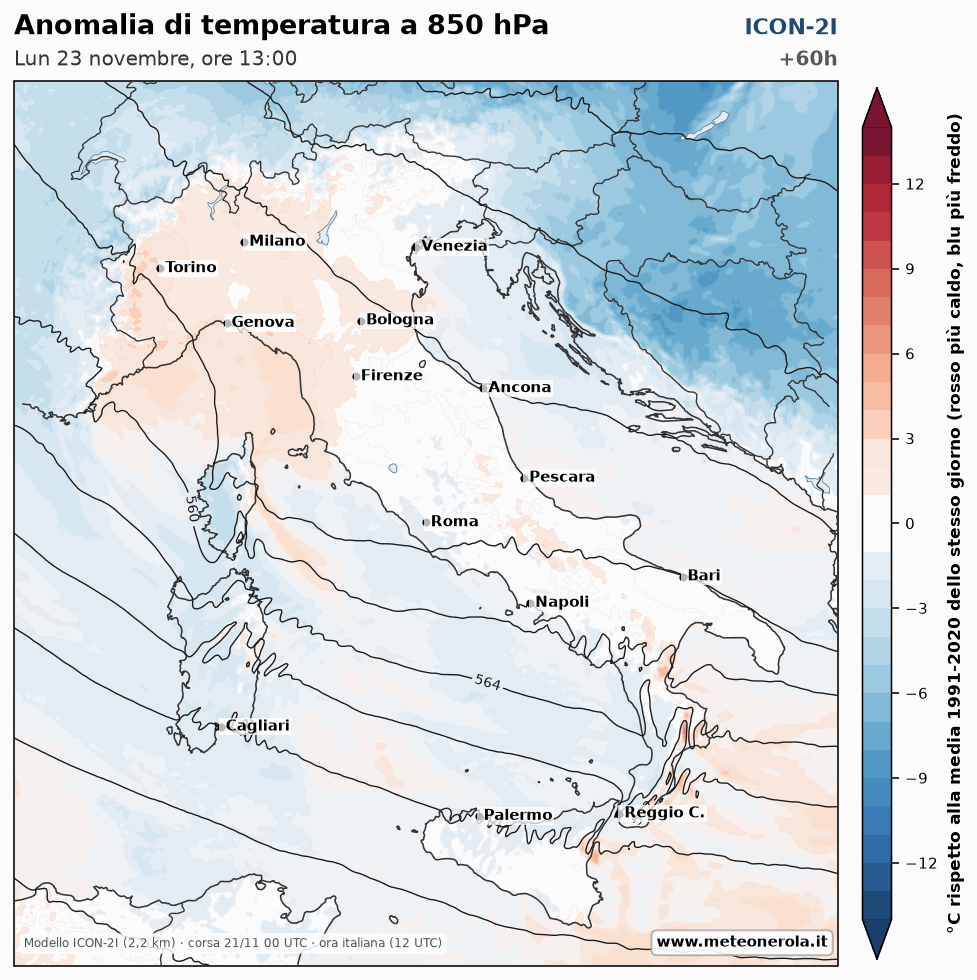 Anomalia di temperatura a 850 hPa
ICON-2I
Lun 23 novembre, ore 13:00
+60h
Milano
Venezia
Torino
Genova
Bologna
Firenze
Ancona
Pescara
560
Roma
Bari
Napoli
564
Cagliari
Palermo
Reggio C.
12
9
6
3
0
−3
−6
−9
−12
°C rispetto alla media 1991-2020 dello stesso giorno (rosso più caldo, blu più freddo)
Modello ICON-2I (2,2 km) · corsa 21/11 00 UTC · ora italiana (12 UTC)
www.meteonerola.it